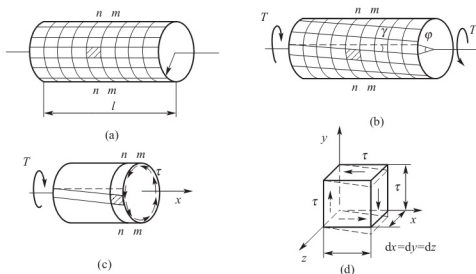 n m
n m
l
(a)
T
γ
φ
T
n m
(b)
T
n m
τ
x
n m
(c)
y
τ
τ
τ
x
z
dx=dy=dz
(d)